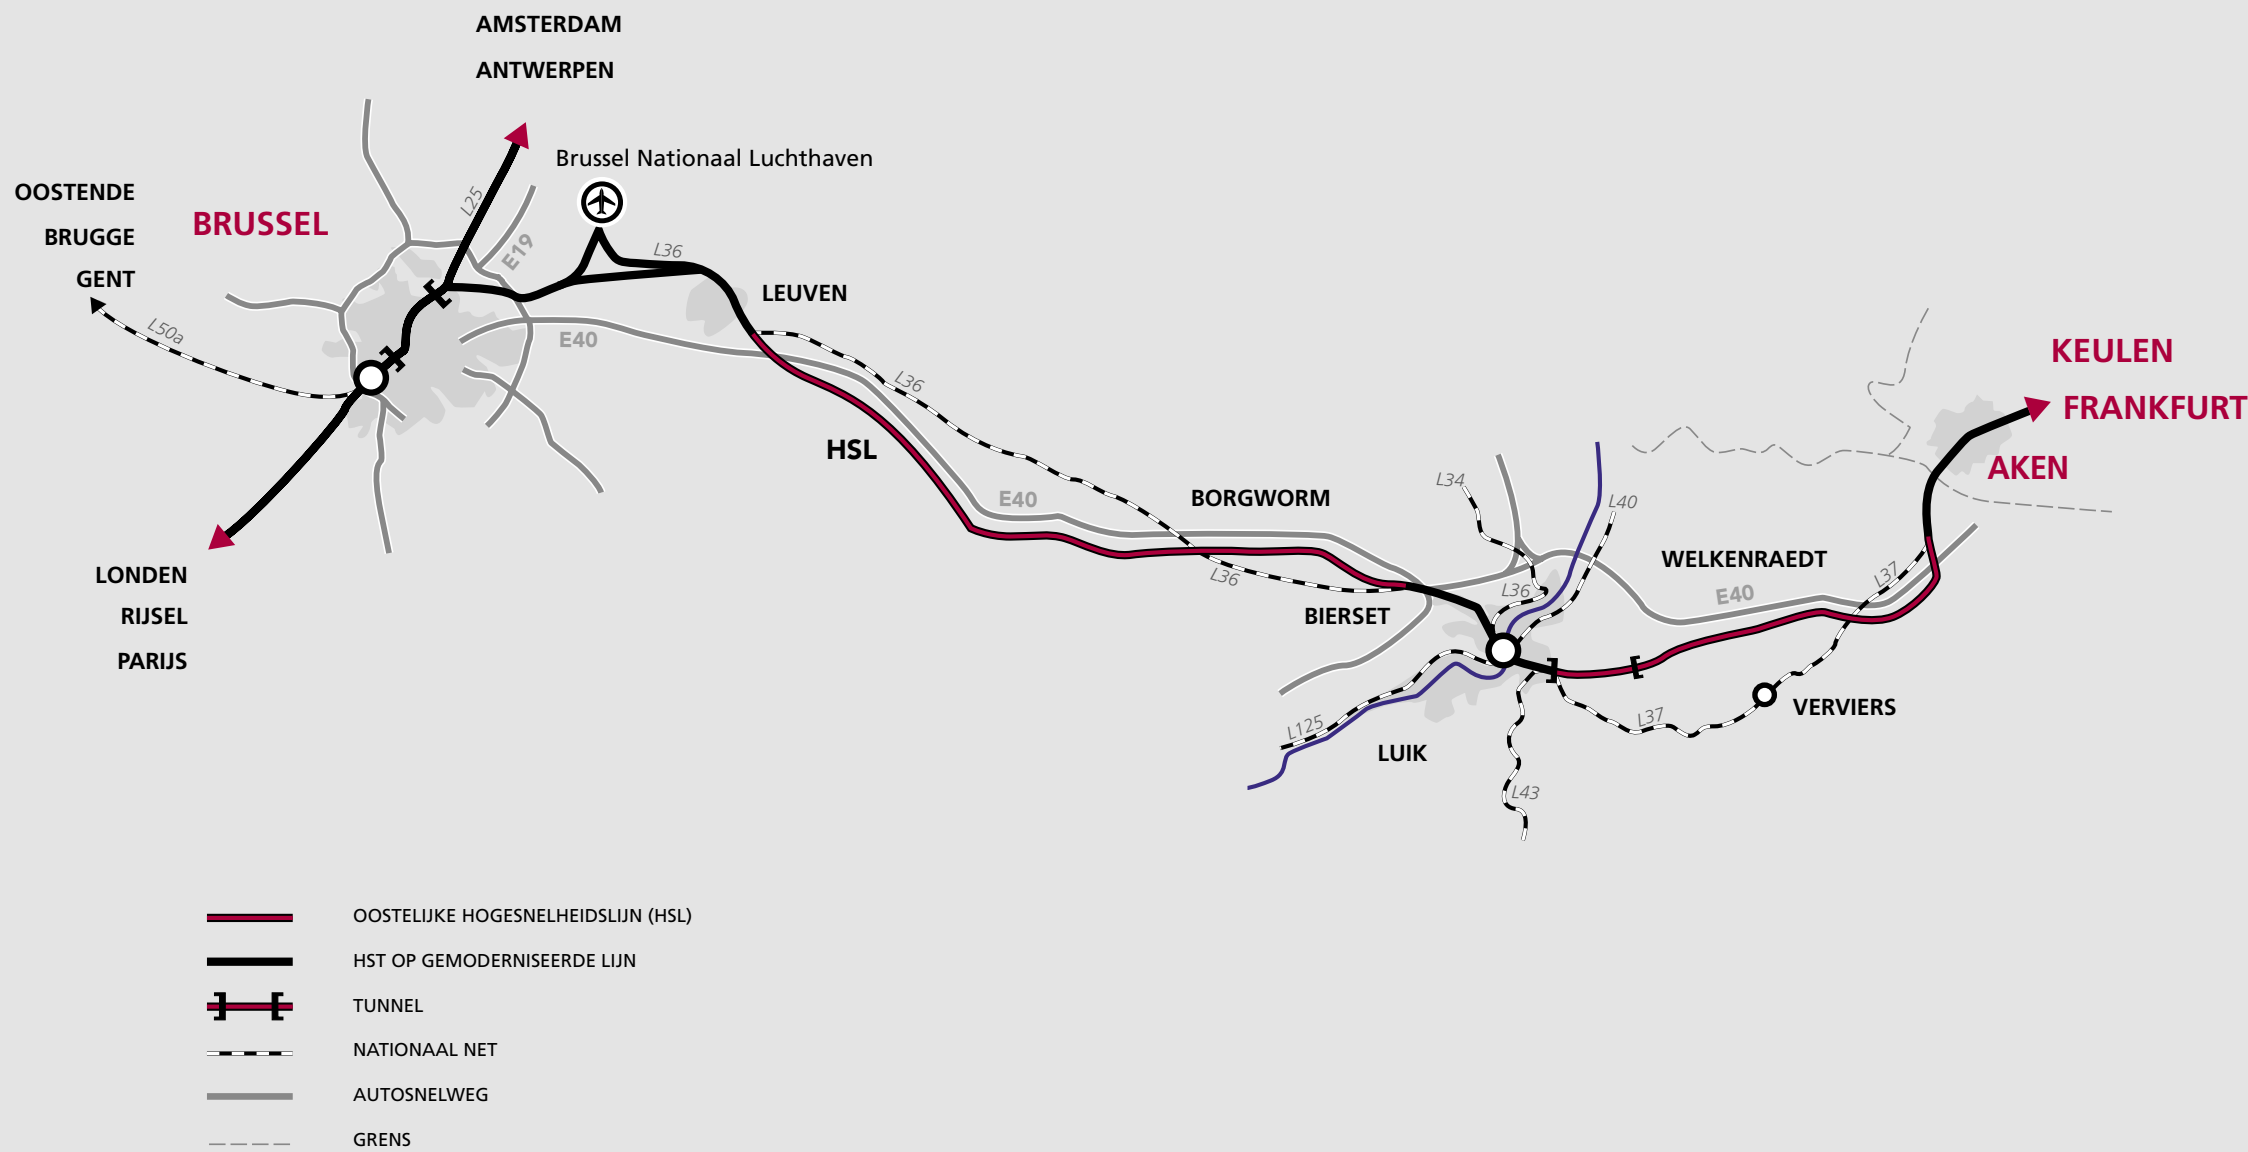 AMSTERDAM
ANTWERPEN
Brussel Nationaal Luchthaven
OOSTENDE
BRUGGE
GENT
BRUSSEL
L25
E19
L36
LEUVEN
L50a
E40
L36
HSL
E40
BORGWORM
L34
L40
KEULEN
FRANKFURT
AKEN
WELKENRAEDT
LONDEN
RIJSEL
PARIJS
L36
BIERSET
L36
E40
L37
L125
LUIK
L37
VERVIERS
L43
OOSTELIJKE HOGESNELHEIDSLIJN (HSL)
HST OP GEMODERNISEERDE LIJN
TUNNEL
NATIONAAL NET
AUTOSNELWEG
GRENS